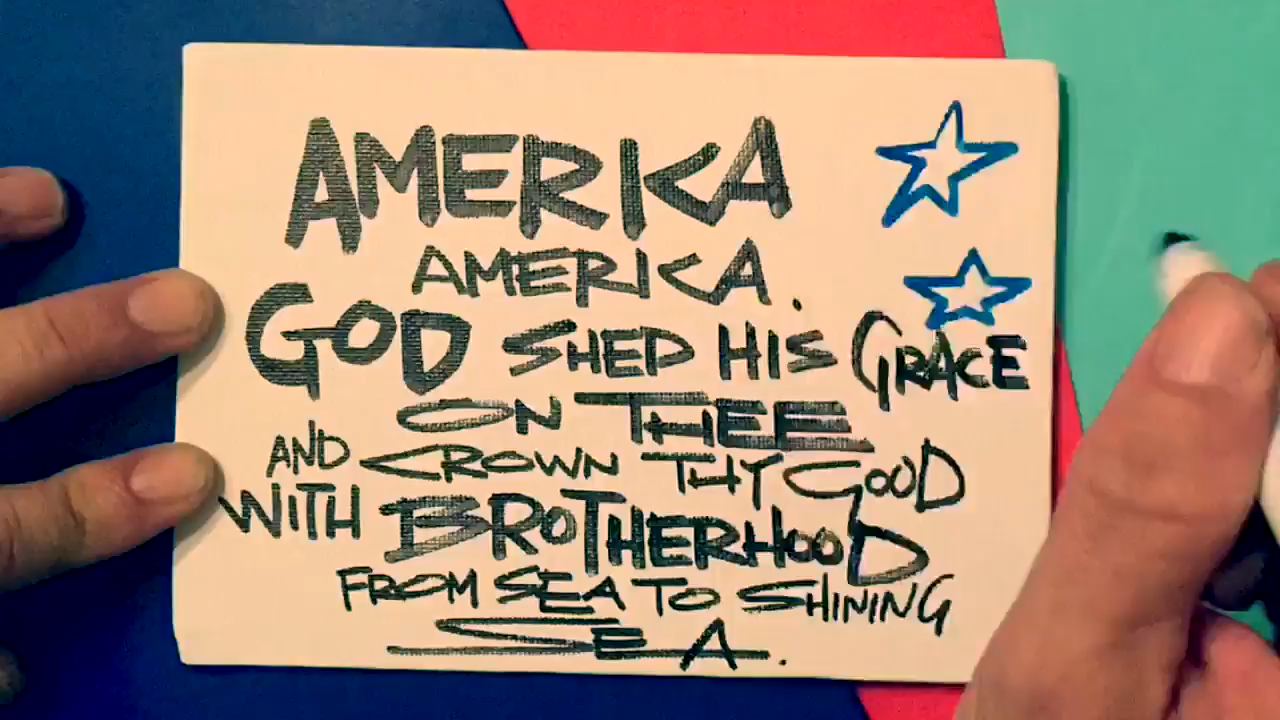 AMERICA
AMERICA.
GOD SHED HIS GRACE
ON THEE
AND CROWN THY GOOD
WITH BROTHERHOOD
FROM SEA TO SHINING
SEA.